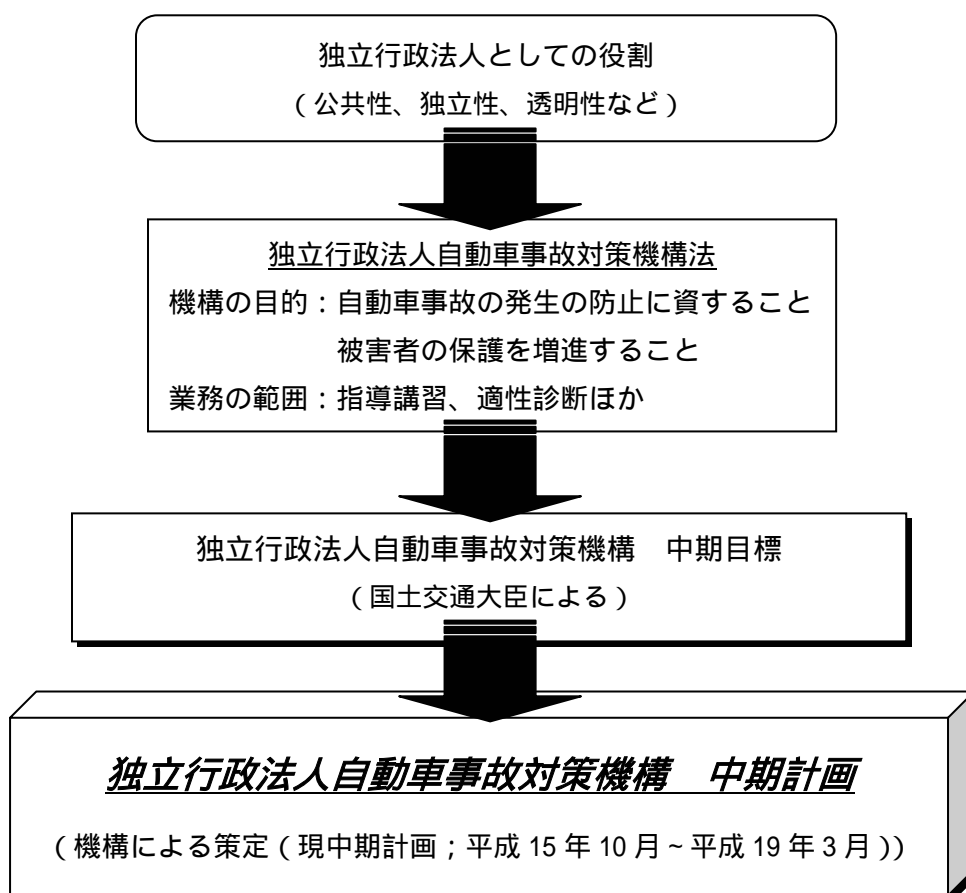 独立行政法人としての役割
（公共性、独立性、透明性など）
独立行政法人自動車事故対策機構法
機構の目的：自動車事故の発生の防止に資すること
被害者の保護を増進すること
業務の範囲：指導講習、適性診断ほか
独立行政法人自動車事故対策機構　中期目標
（国土交通大臣による）
独立行政法人自動車事故対策機構　中期計画
（機構による策定（現中期計画；平成 15 年 10 月～平成 19 年 3 月））